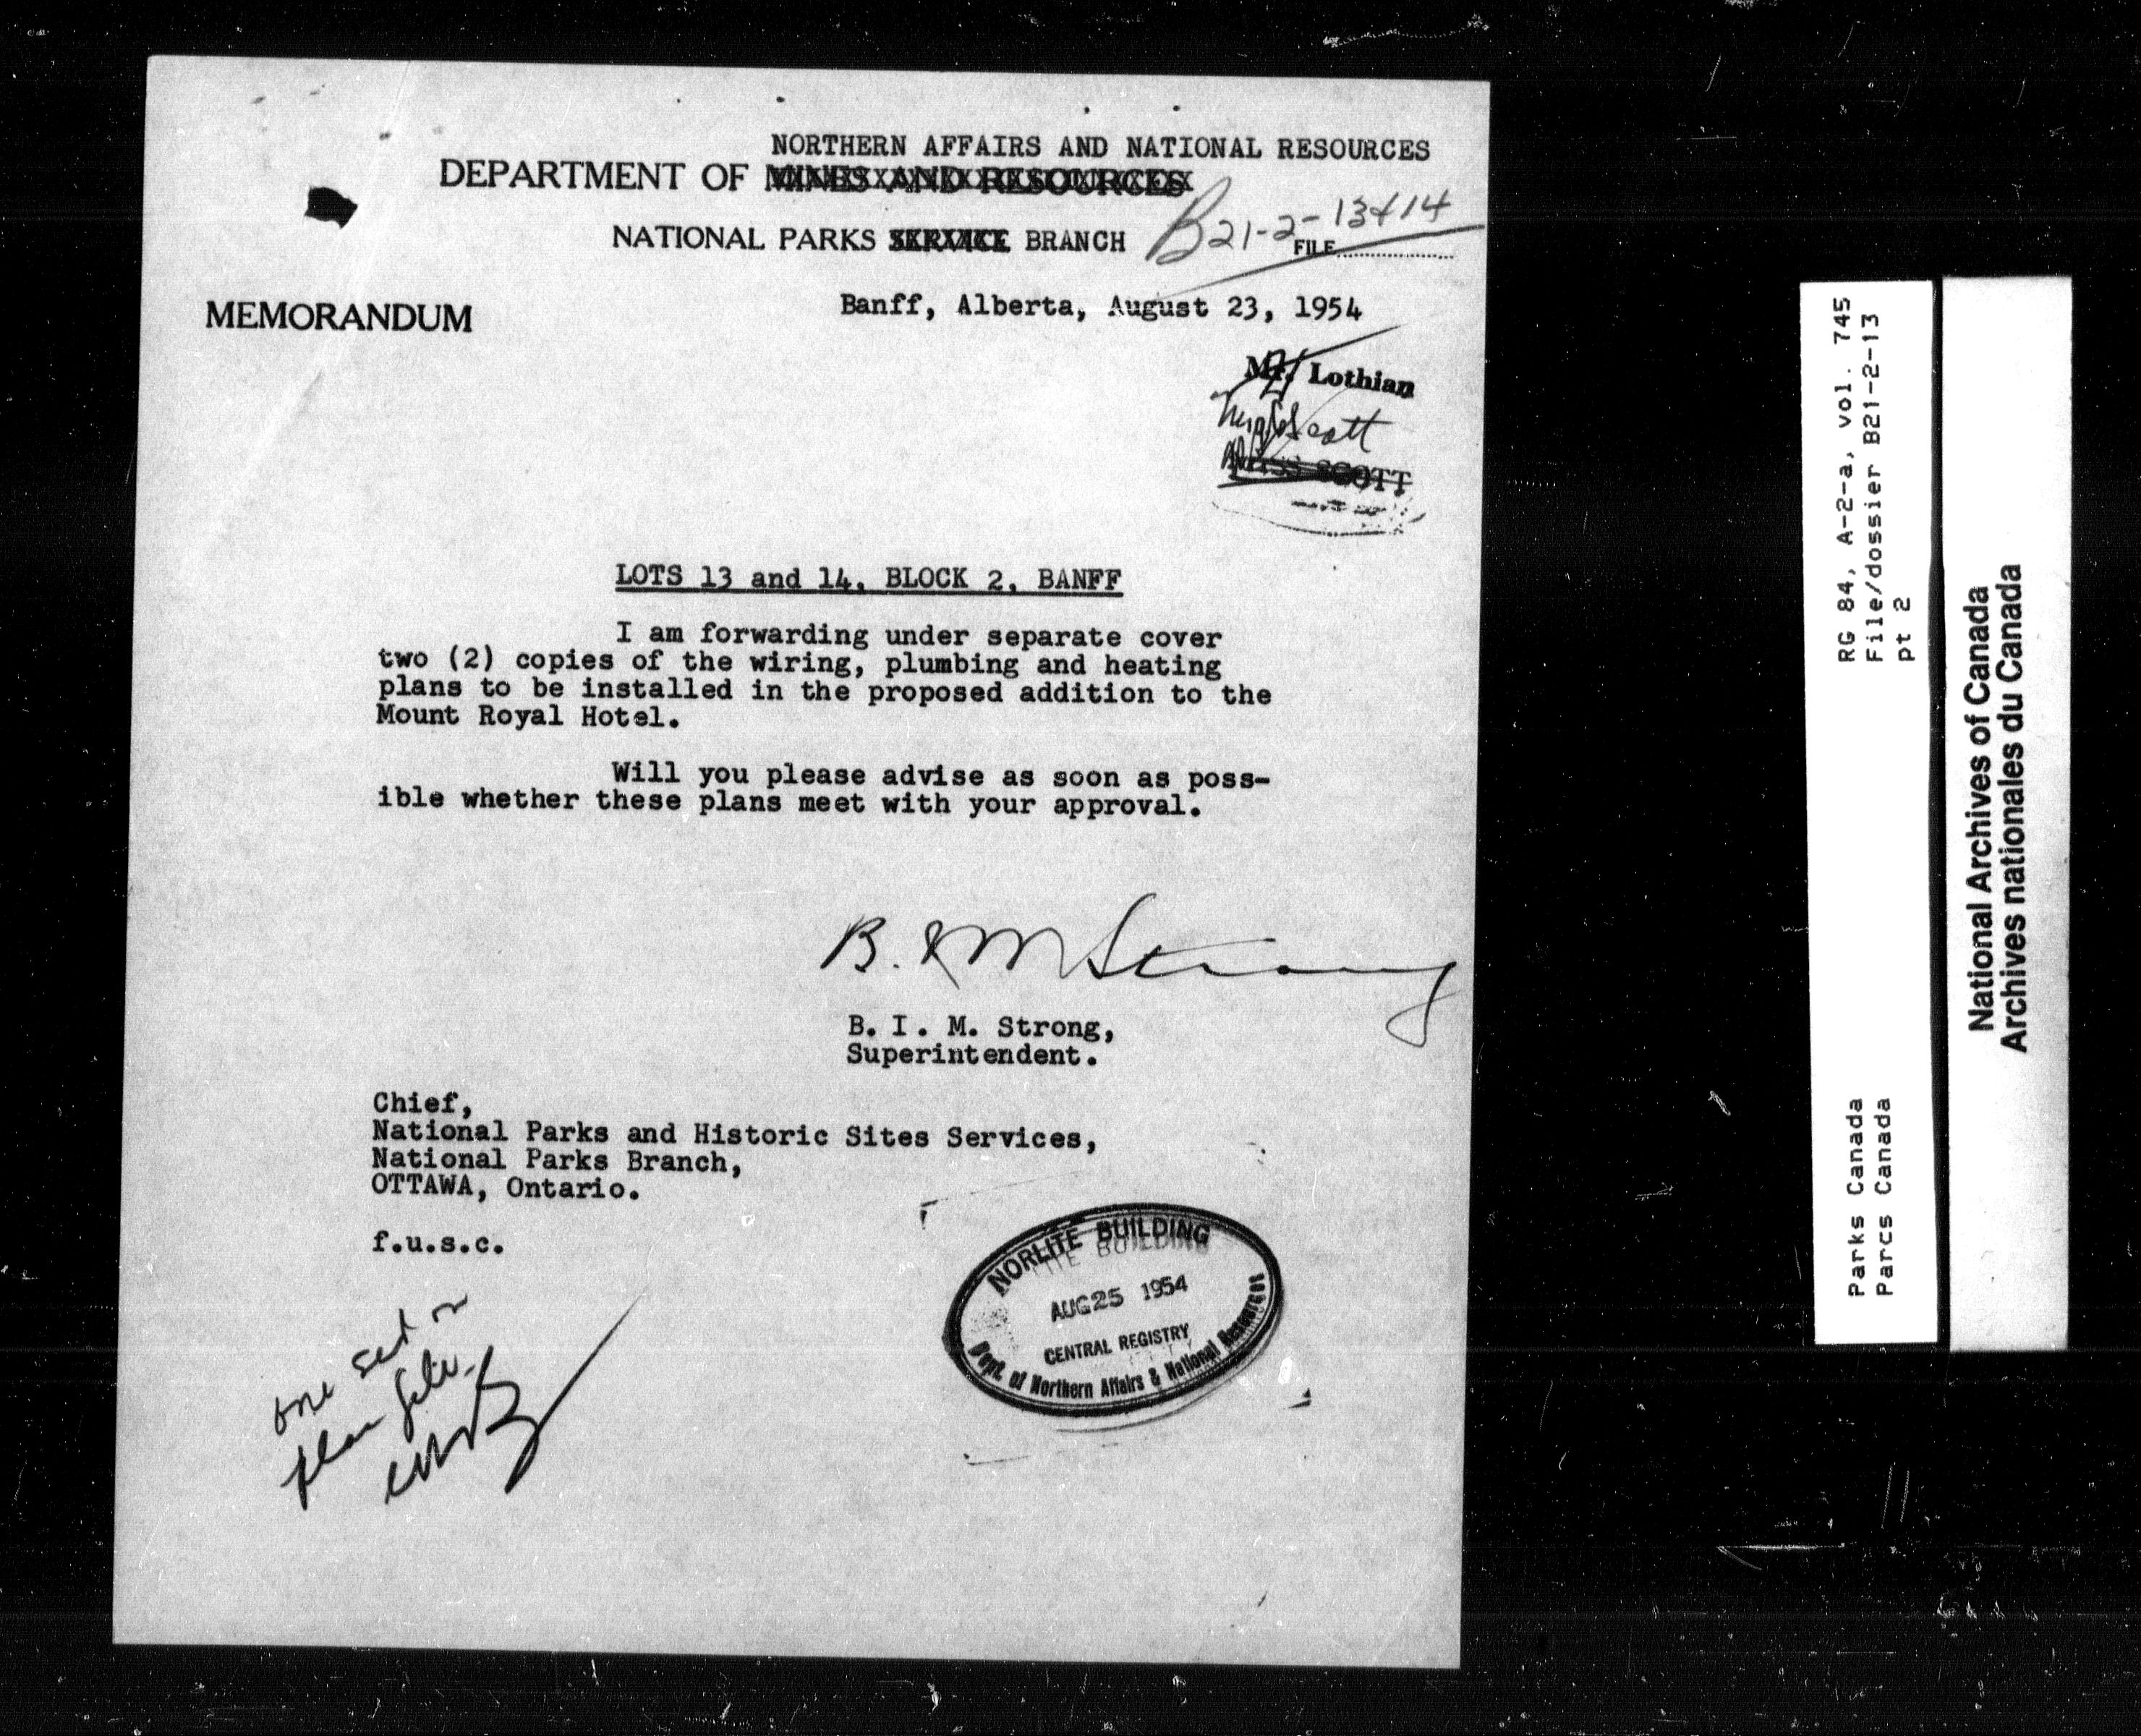 NORTHERN AFFAIRS AND NATIONAL RESOURCES
DEPARTMENT OF MINES AND RESOURCES
NATIONAL PARKS SERVICE BRANCH
B21-2-13+14
FILE
MEMORANDUM
Banff, Alberta, August 23, 1954
Mr. Lothian
Scott
MISS SCOTT
LOTS 13 and 14, BLOCK 2, BANFF
I am forwarding under separate cover
two (2) copies of the wiring, plumbing and heating
plans to be installed in the proposed addition to the
Mount Royal Hotel.
Will you please advise as soon as poss-
ible whether these plans meet with your approval.
B. I M Strong
B. I. M. Strong,
Superintendent.
Chief,
National Parks and Historic Sites Services,
National Parks Branch,
OTTAWA, Ontario.
f.u.s.c.
one set on
plan file.
NORLITE BUILDING
AUG 25 1954
CENTRAL REGISTRY
Dept. of Northern Affairs & National Resources
RG 84, A-2-a, vol. 745
File/dossier B21-2-13
pt 2
Parks Canada
Parcs Canada
National Archives of Canada
Archives nationales du Canada